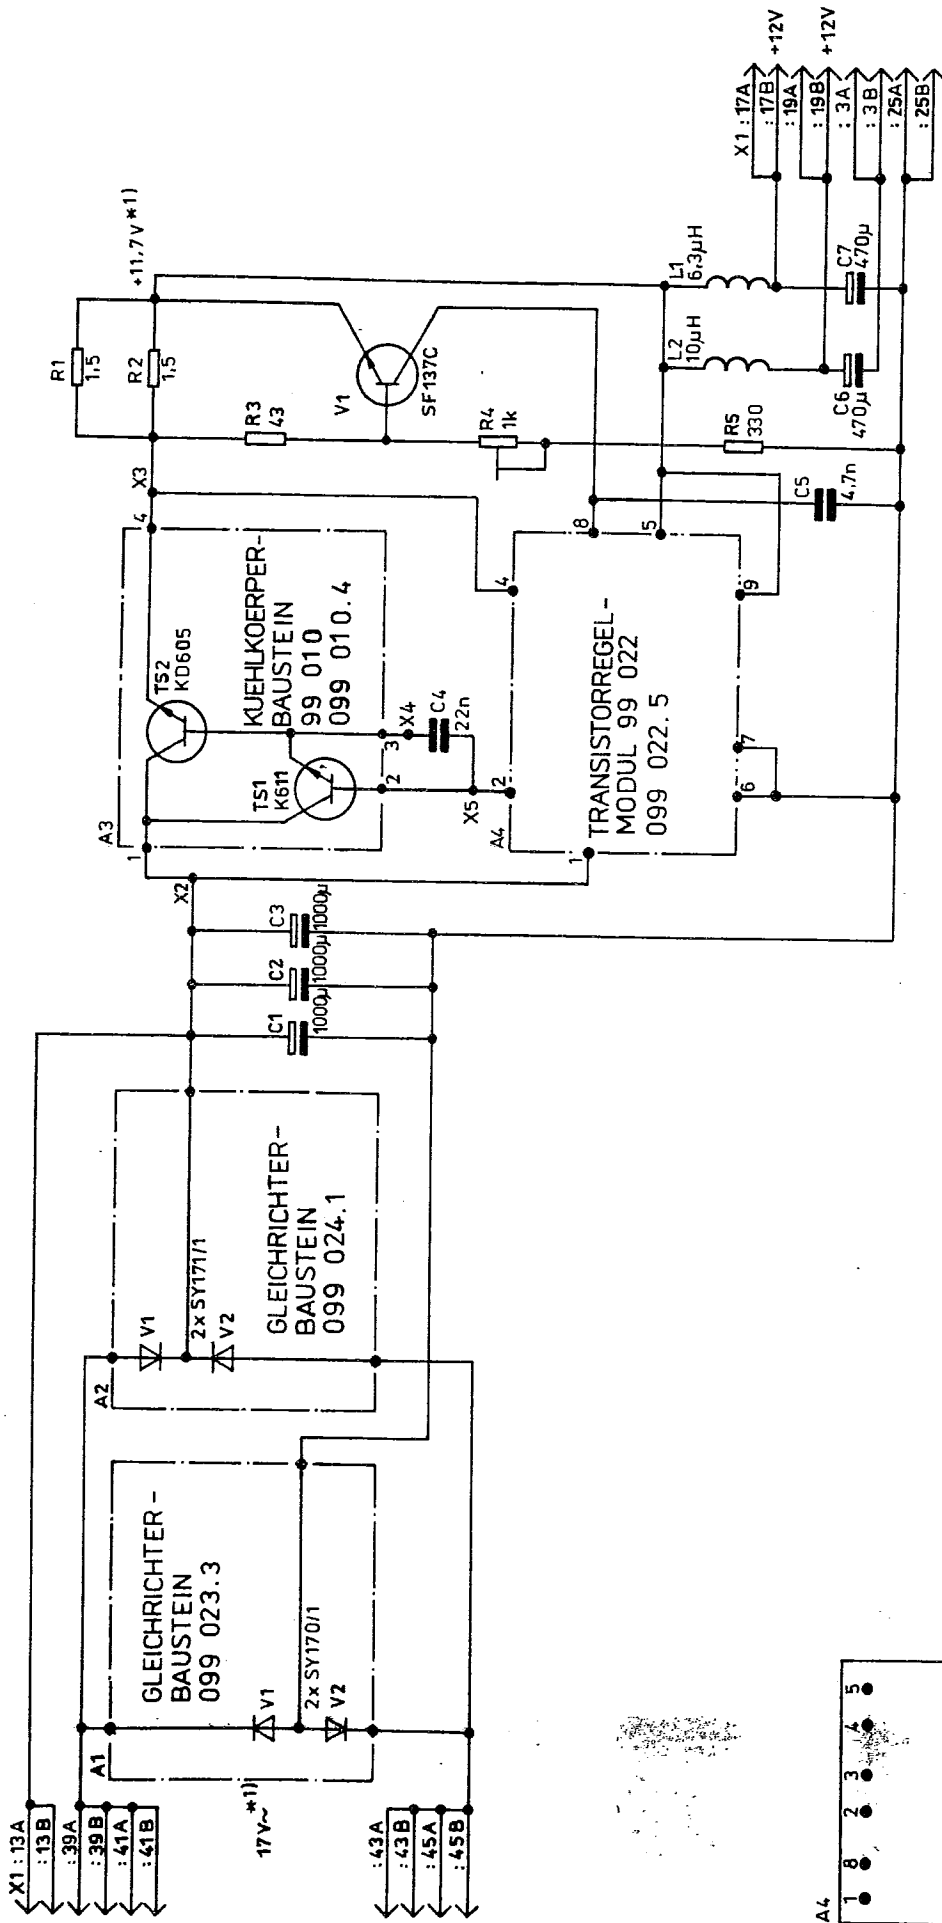 X1:13A
:13B
:39A
:39B
:41A
:41B
17V~ *1)
:43A
:43B
:45A
:45B
A1
GLEICHRICHTER-
BAUSTEIN
099 023.3
V1
2x SY170/1
V2
A2
V1
2x SY171/1
V2
GLEICHRICHTER-
BAUSTEIN
099 024.1
C1
1000µ
C2
1000µ
C3
1000µ
X2
A3
1
TS2
KD605
TS1
K611
KUEHLKOERPER-
BAUSTEIN
99 010
099 010.4
2
3
4
X4
C4
22n
X5
X3
A4
1
2
4
TRANSISTORREGEL-
MODUL 99 022
099 022.5
6
7
8
5
9
R1
1,5
R2
1,5
+11,7V *1)
R3
43
V1
SF137C
R4
1k
R5
330
C5
4,7n
L1
6,3µH
L2
10µH
C6
470µ
C7
470µ
X1:17A
:17B
+12V
:19A
:19B
+12V
:3A
:3B
:25A
:25B
A4
1
8
2
3
4
5